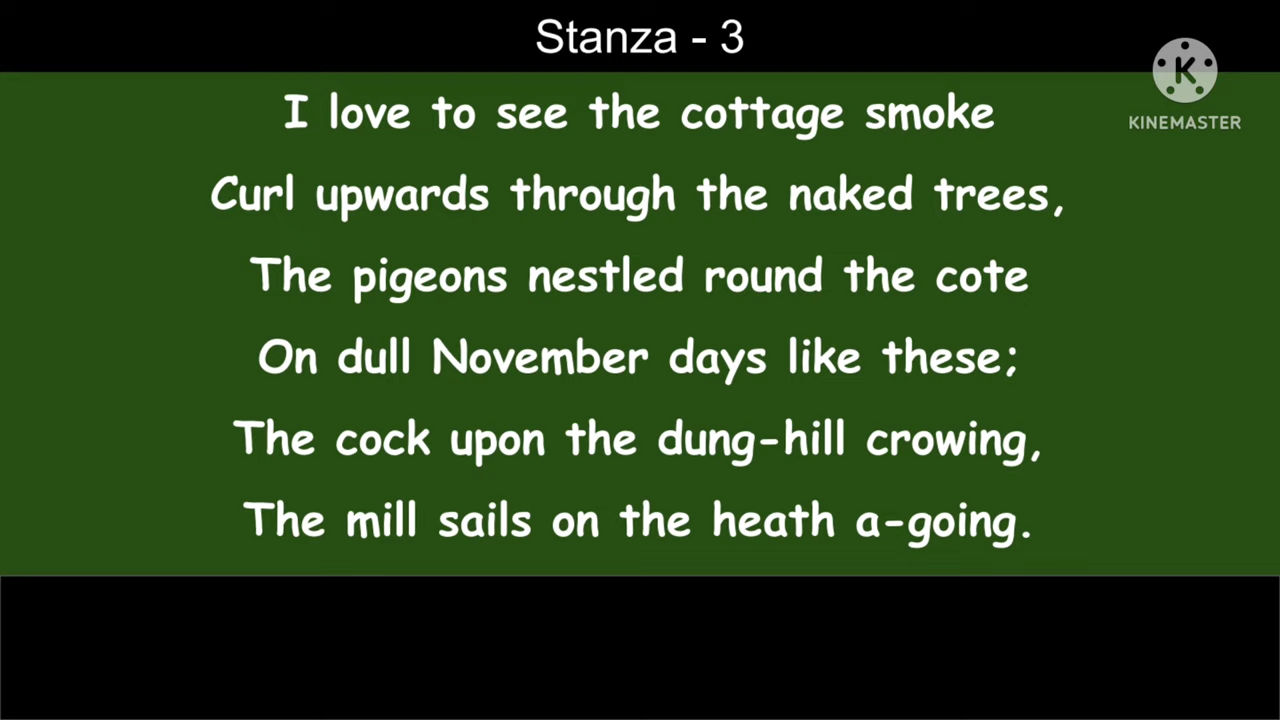 Stanza - 3
KINEMASTER
I love to see the cottage smoke
Curl upwards through the naked trees,
The pigeons nestled round the cote
On dull November days like these;
The cock upon the dung-hill crowing,
The mill sails on the heath a-going.